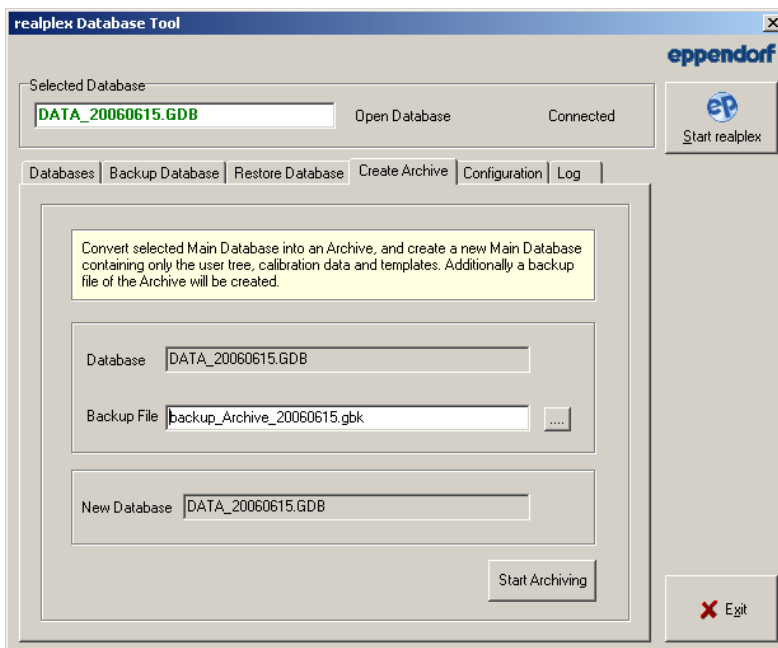 realplex Database Tool
eppendorf
Selected Database
DATA_20060615.GDB
Open Database
Connected
ep
Start realplex
Databases
Backup Database
Restore Database
Create Archive
Configuration
Log
Convert selected Main Database into an Archive, and create a new Main Database
containing only the user tree, calibration data and templates. Additionally a backup
file of the Archive will be created.
Database
DATA_20060615.GDB
Backup File
backup_Archive_20060615.gbk
....
New Database
DATA_20060615.GDB
Start Archiving
Exit